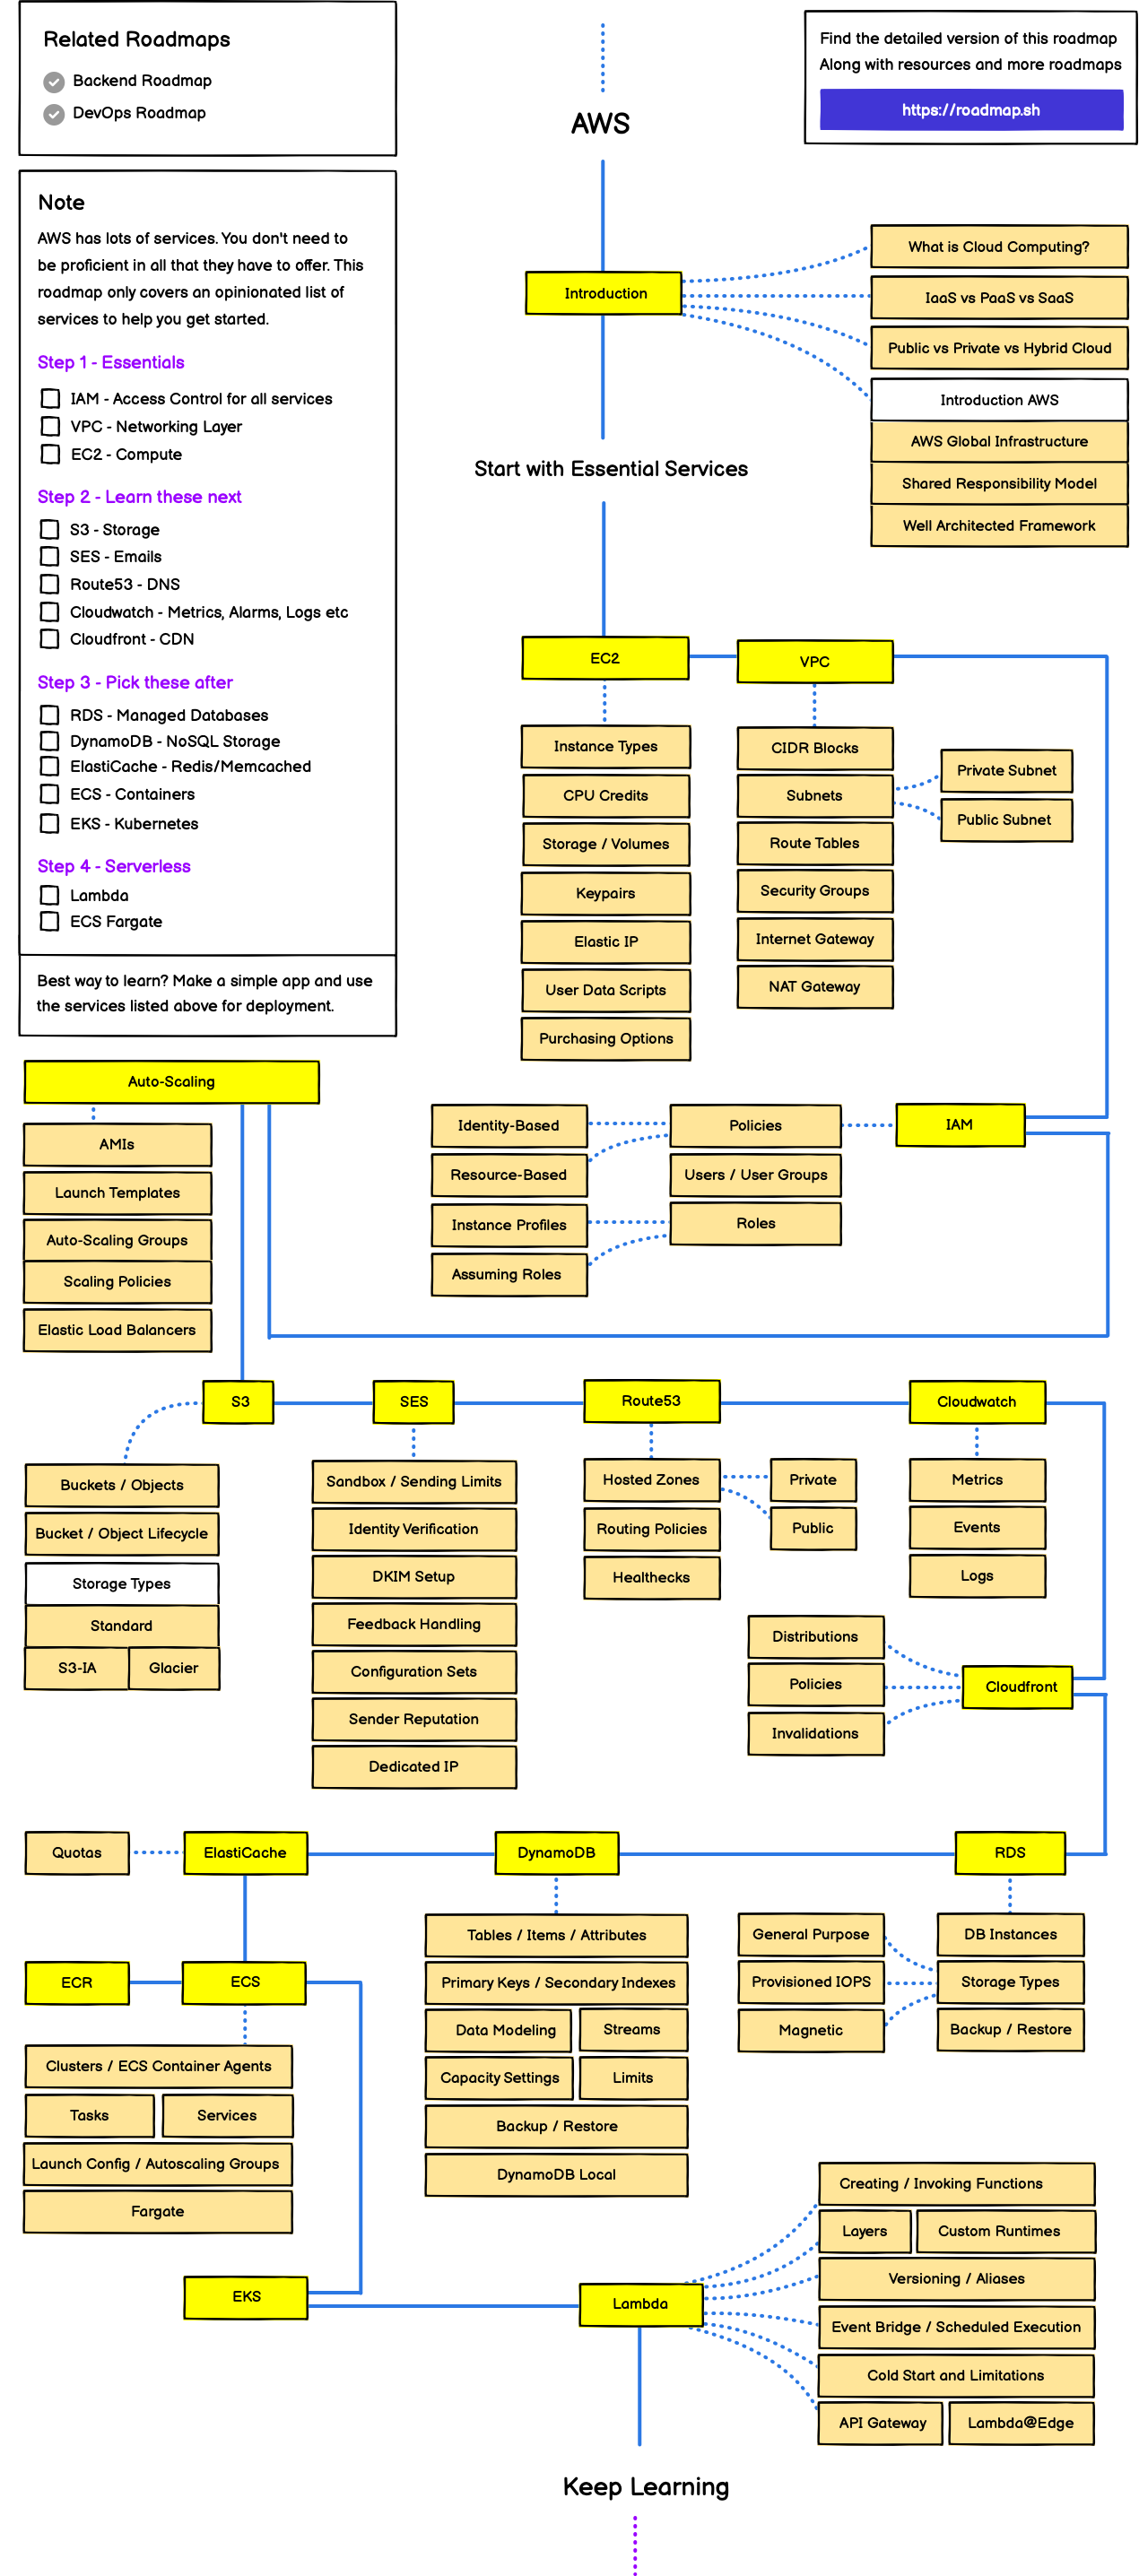 Related Roadmaps
Backend Roadmap
DevOps Roadmap
Find the detailed version of this roadmap
Along with resources and more roadmaps
https://roadmap.sh
AWS
Note
AWS has lots of services. You don't need to
be proficient in all that they have to offer. This
roadmap only covers an opinionated list of
services to help you get started.
Step 1 - Essentials
IAM - Access Control for all services
VPC - Networking Layer
EC2 - Compute
Step 2 - Learn these next
S3 - Storage
SES - Emails
Route53 - DNS
Cloudwatch - Metrics, Alarms, Logs etc
Cloudfront - CDN
Step 3 - Pick these after
RDS - Managed Databases
DynamoDB - NoSQL Storage
ElastiCache - Redis/Memcached
ECS - Containers
EKS - Kubernetes
Step 4 - Serverless
Lambda
ECS Fargate
Best way to learn? Make a simple app and use
the services listed above for deployment.
Introduction
What is Cloud Computing?
IaaS vs PaaS vs SaaS
Public vs Private vs Hybrid Cloud
Introduction AWS
AWS Global Infrastructure
Shared Responsibility Model
Well Architected Framework
Start with Essential Services
EC2
Instance Types
CPU Credits
Storage / Volumes
Keypairs
Elastic IP
User Data Scripts
Purchasing Options
VPC
CIDR Blocks
Subnets
Private Subnet
Public Subnet
Route Tables
Security Groups
Internet Gateway
NAT Gateway
IAM
Policies
Identity-Based
Resource-Based
Users / User Groups
Roles
Instance Profiles
Assuming Roles
Auto-Scaling
AMIs
Launch Templates
Auto-Scaling Groups
Scaling Policies
Elastic Load Balancers
S3
Buckets / Objects
Bucket / Object Lifecycle
Storage Types
Standard
S3-IA
Glacier
SES
Sandbox / Sending Limits
Identity Verification
DKIM Setup
Feedback Handling
Configuration Sets
Sender Reputation
Dedicated IP
Route53
Hosted Zones
Private
Public
Routing Policies
Healthecks
Cloudwatch
Metrics
Events
Logs
Cloudfront
Distributions
Policies
Invalidations
RDS
DB Instances
Storage Types
General Purpose
Provisioned IOPS
Magnetic
Backup / Restore
DynamoDB
Tables / Items / Attributes
Primary Keys / Secondary Indexes
Data Modeling
Streams
Capacity Settings
Limits
Backup / Restore
DynamoDB Local
ElastiCache
Quotas
ECR
ECS
Clusters / ECS Container Agents
Tasks
Services
Launch Config / Autoscaling Groups
Fargate
EKS
Lambda
Creating / Invoking Functions
Layers
Custom Runtimes
Versioning / Aliases
Event Bridge / Scheduled Execution
Cold Start and Limitations
API Gateway
Lambda@Edge
Keep Learning